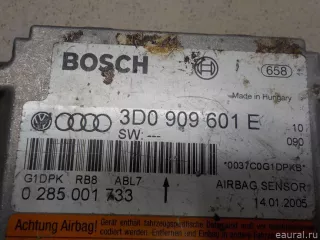 BOSCH
658
Made in Hungary
3D0 909 601 E
SW: ---
10
090
*0037C0G1DPKB*
G1DPK RB8 ABL7
AIRBAG SENSOR
0 285 001 733
14.01.2005
Achtung Airbag!
eaural.ru